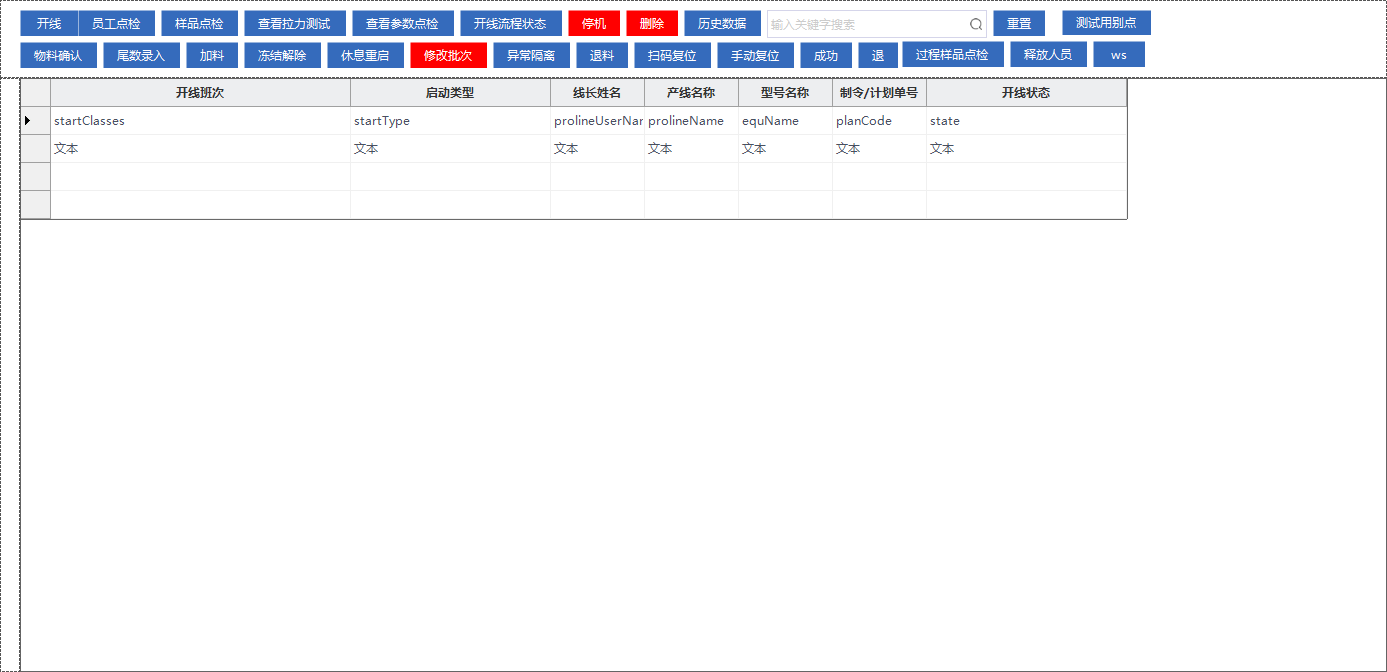 开线 员工点检 样品点检 查看拉力测试 查看参数点检 开线流程状态 停机 删除 历史数据 输入关键字搜索 重置 测试用别点
物料确认 尾数录入 加料 冻结解除 休息重启 修改批次 异常隔离 退料 扫码复位 手动复位 成功 退 过程样品点检 释放人员 ws
开线班次 启动类型 线长姓名 产线名称 型号名称 制令/计划单号 开线状态
startClasses startType prolineUserNar prolineName equName planCode state
文本 文本 文本 文本 文本 文本 文本